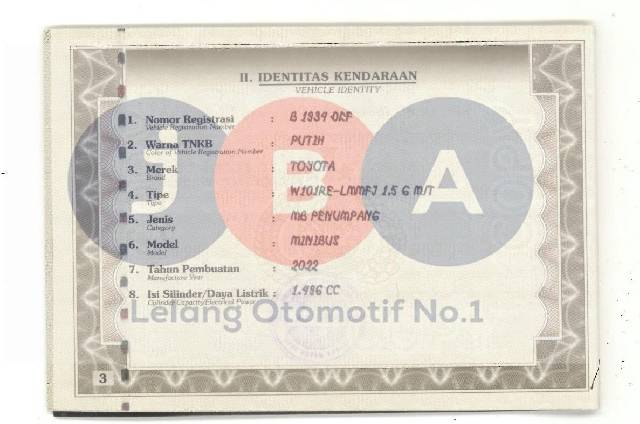 II. IDENTITAS KENDARAAN
VEHICLE IDENTITY
1. Nomor Registrasi : B 1939
Vehicle Registration Number
2. Warna TNKB : PUTIH
Color of Vehicle Registration Number
3. Merek : TOYOTA
Brand
4. Tipe : W101RE-LMMFJ 1.5 G M/T
Type
5. Jenis : MB PENUMPANG
Category
6. Model : MINIBUS
Model
7. Tahun Pembuatan : 2022
Manufacture Year
8. Isi Silinder/Daya Listrik : 1.496 CC
Cylinder Capacity/Electrical Power
JBA
Lelang Otomotif No.1
3